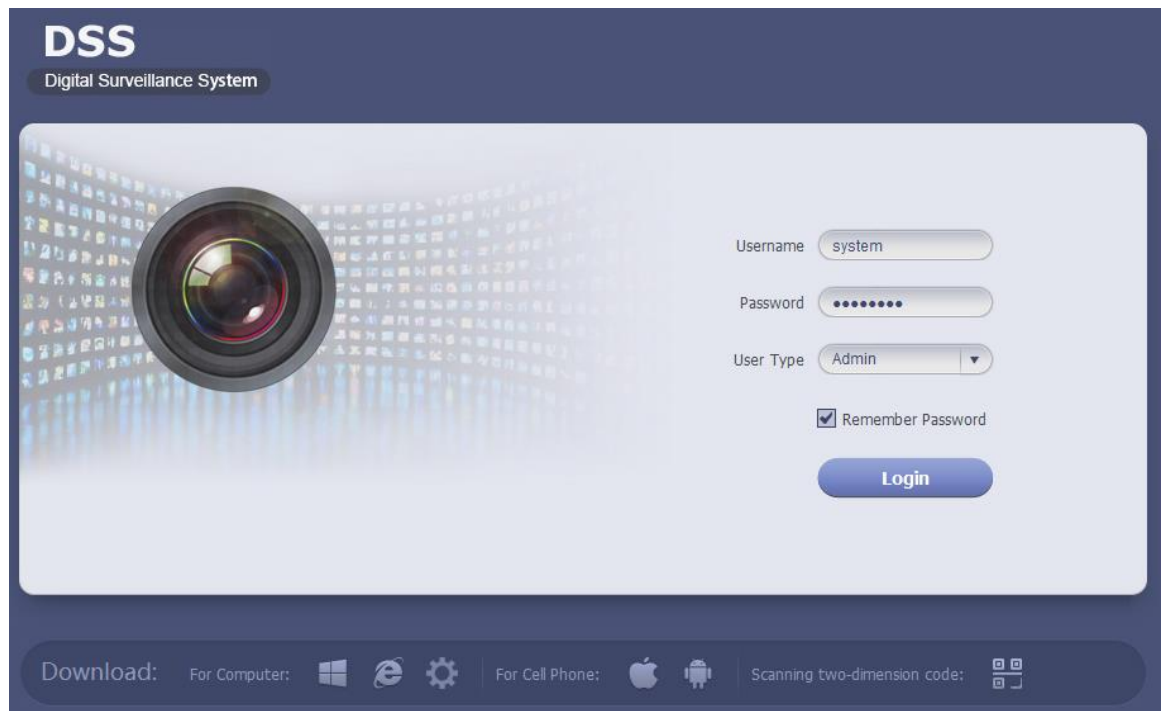 DSS
Digital Surveillance System
Username system
Password ••••••••
User Type Admin
Remember Password
Login
Download: For Computer: For Cell Phone: Scanning two-dimension code: